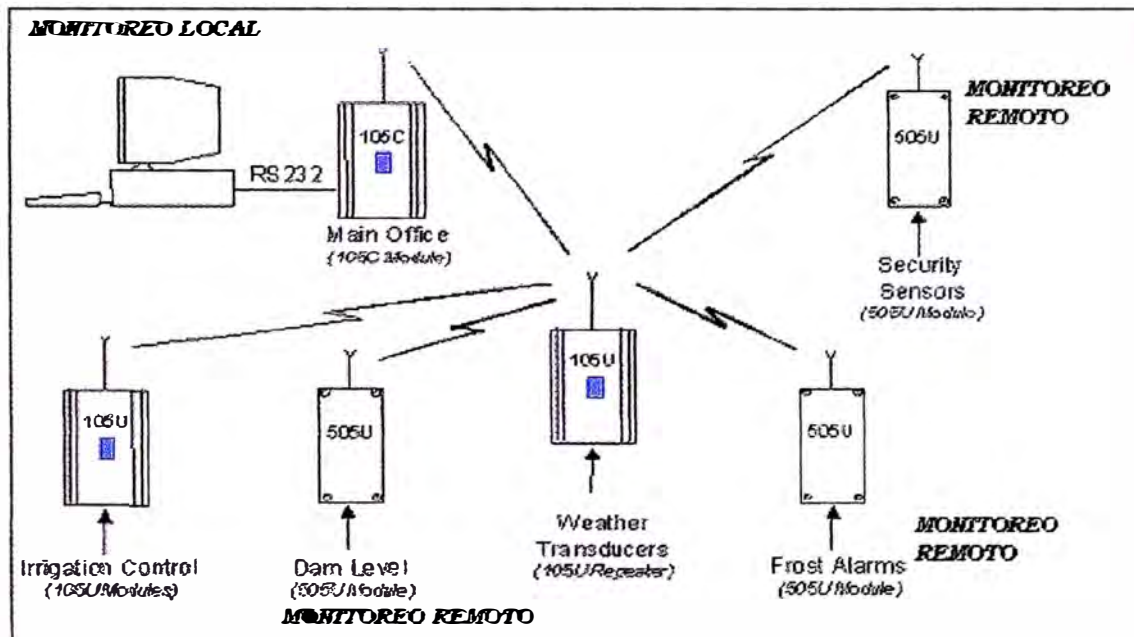 MONITOREO LOCAL
105C
RS232
Main Office
(105C Module)
505U
MONITOREO
REMOTO
Security
Sensors
(505U Module)
105U
Irrigation Control
(105U Modules)
505U
Dam Level
(505U Module)
MONITOREO REMOTO
105U
Weather
Transducers
(105U Repeater)
505U
Frost Alarms
(505U Module)
MONITOREO
REMOTO